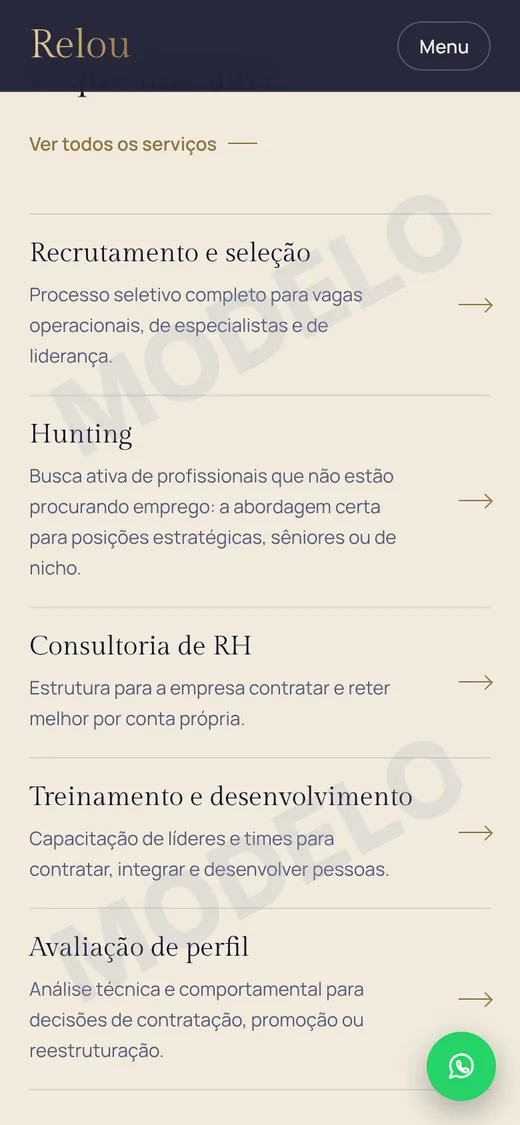 Relou
Menu
Ver todos os serviços
Recrutamento e seleção
Processo seletivo completo para vagas
operacionais, de especialistas e de
liderança.
MODELO
Hunting
Busca ativa de profissionais que não estão
procurando emprego: a abordagem certa
para posições estratégicas, sêniores ou de
nicho.
Consultoria de RH
Estrutura para a empresa contratar e reter
melhor por conta própria.
Treinamento e desenvolvimento
Capacitação de líderes e times para
contratar, integrar e desenvolver pessoas.
MODELO
Avaliação de perfil
Análise técnica e comportamental para
decisões de contratação, promoção ou
reestruturação.